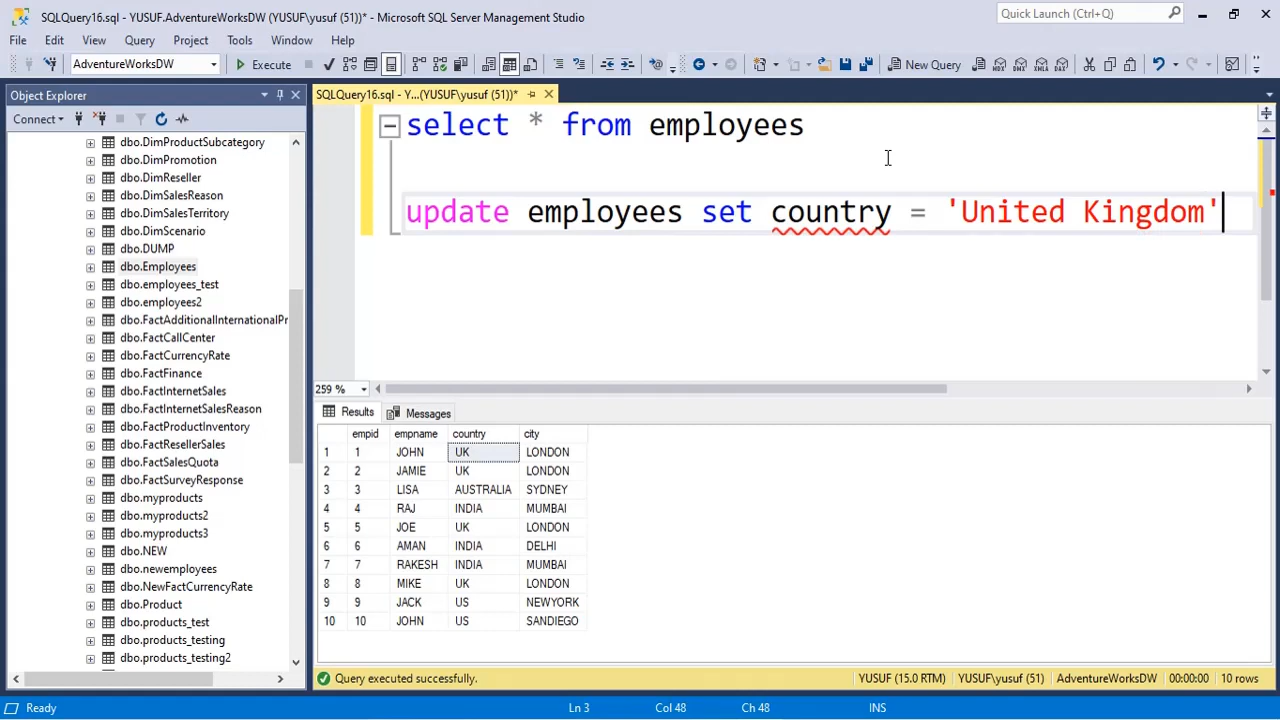 SQLQuery16.sql - YUSUF.AdventureWorksDW (YUSUF\yusuf (51))* - Microsoft SQL Server Management Studio
Quick Launch (Ctrl+Q)
File Edit View Query Project Tools Window Help
AdventureWorksDW Execute New Query MDX DMX XMLA DAX
Object Explorer
Connect
dbo.DimProductSubcategory
dbo.DimPromotion
dbo.DimReseller
dbo.DimSalesReason
dbo.DimSalesTerritory
dbo.DimScenario
dbo.DUMP
dbo.Employees
dbo.employees_test
dbo.employees2
dbo.FactAdditionalInternationalPr
dbo.FactCallCenter
dbo.FactCurrencyRate
dbo.FactFinance
dbo.FactInternetSales
dbo.FactInternetSalesReason
dbo.FactProductInventory
dbo.FactResellerSales
dbo.FactSalesQuota
dbo.FactSurveyResponse
dbo.myproducts
dbo.myproducts2
dbo.myproducts3
dbo.NEW
dbo.newemployees
dbo.NewFactCurrencyRate
dbo.Product
dbo.products_test
dbo.products_testing
dbo.products_testing2
SQLQuery16.sql - Y...(YUSUF\yusuf (51))*
select * from employees
update employees set country = 'United Kingdom'
259 %
Results Messages
empid empname country city
1 1 JOHN UK LONDON
2 2 JAMIE UK LONDON
3 3 LISA AUSTRALIA SYDNEY
4 4 RAJ INDIA MUMBAI
5 5 JOE UK LONDON
6 6 AMAN INDIA DELHI
7 7 RAKESH INDIA MUMBAI
8 8 MIKE UK LONDON
9 9 JACK US NEWYORK
10 10 JOHN US SANDIEGO
Query executed successfully. YUSUF (15.0 RTM) YUSUF\yusuf (51) AdventureWorksDW 00:00:00 10 rows
Ready Ln 3 Col 48 Ch 48 INS